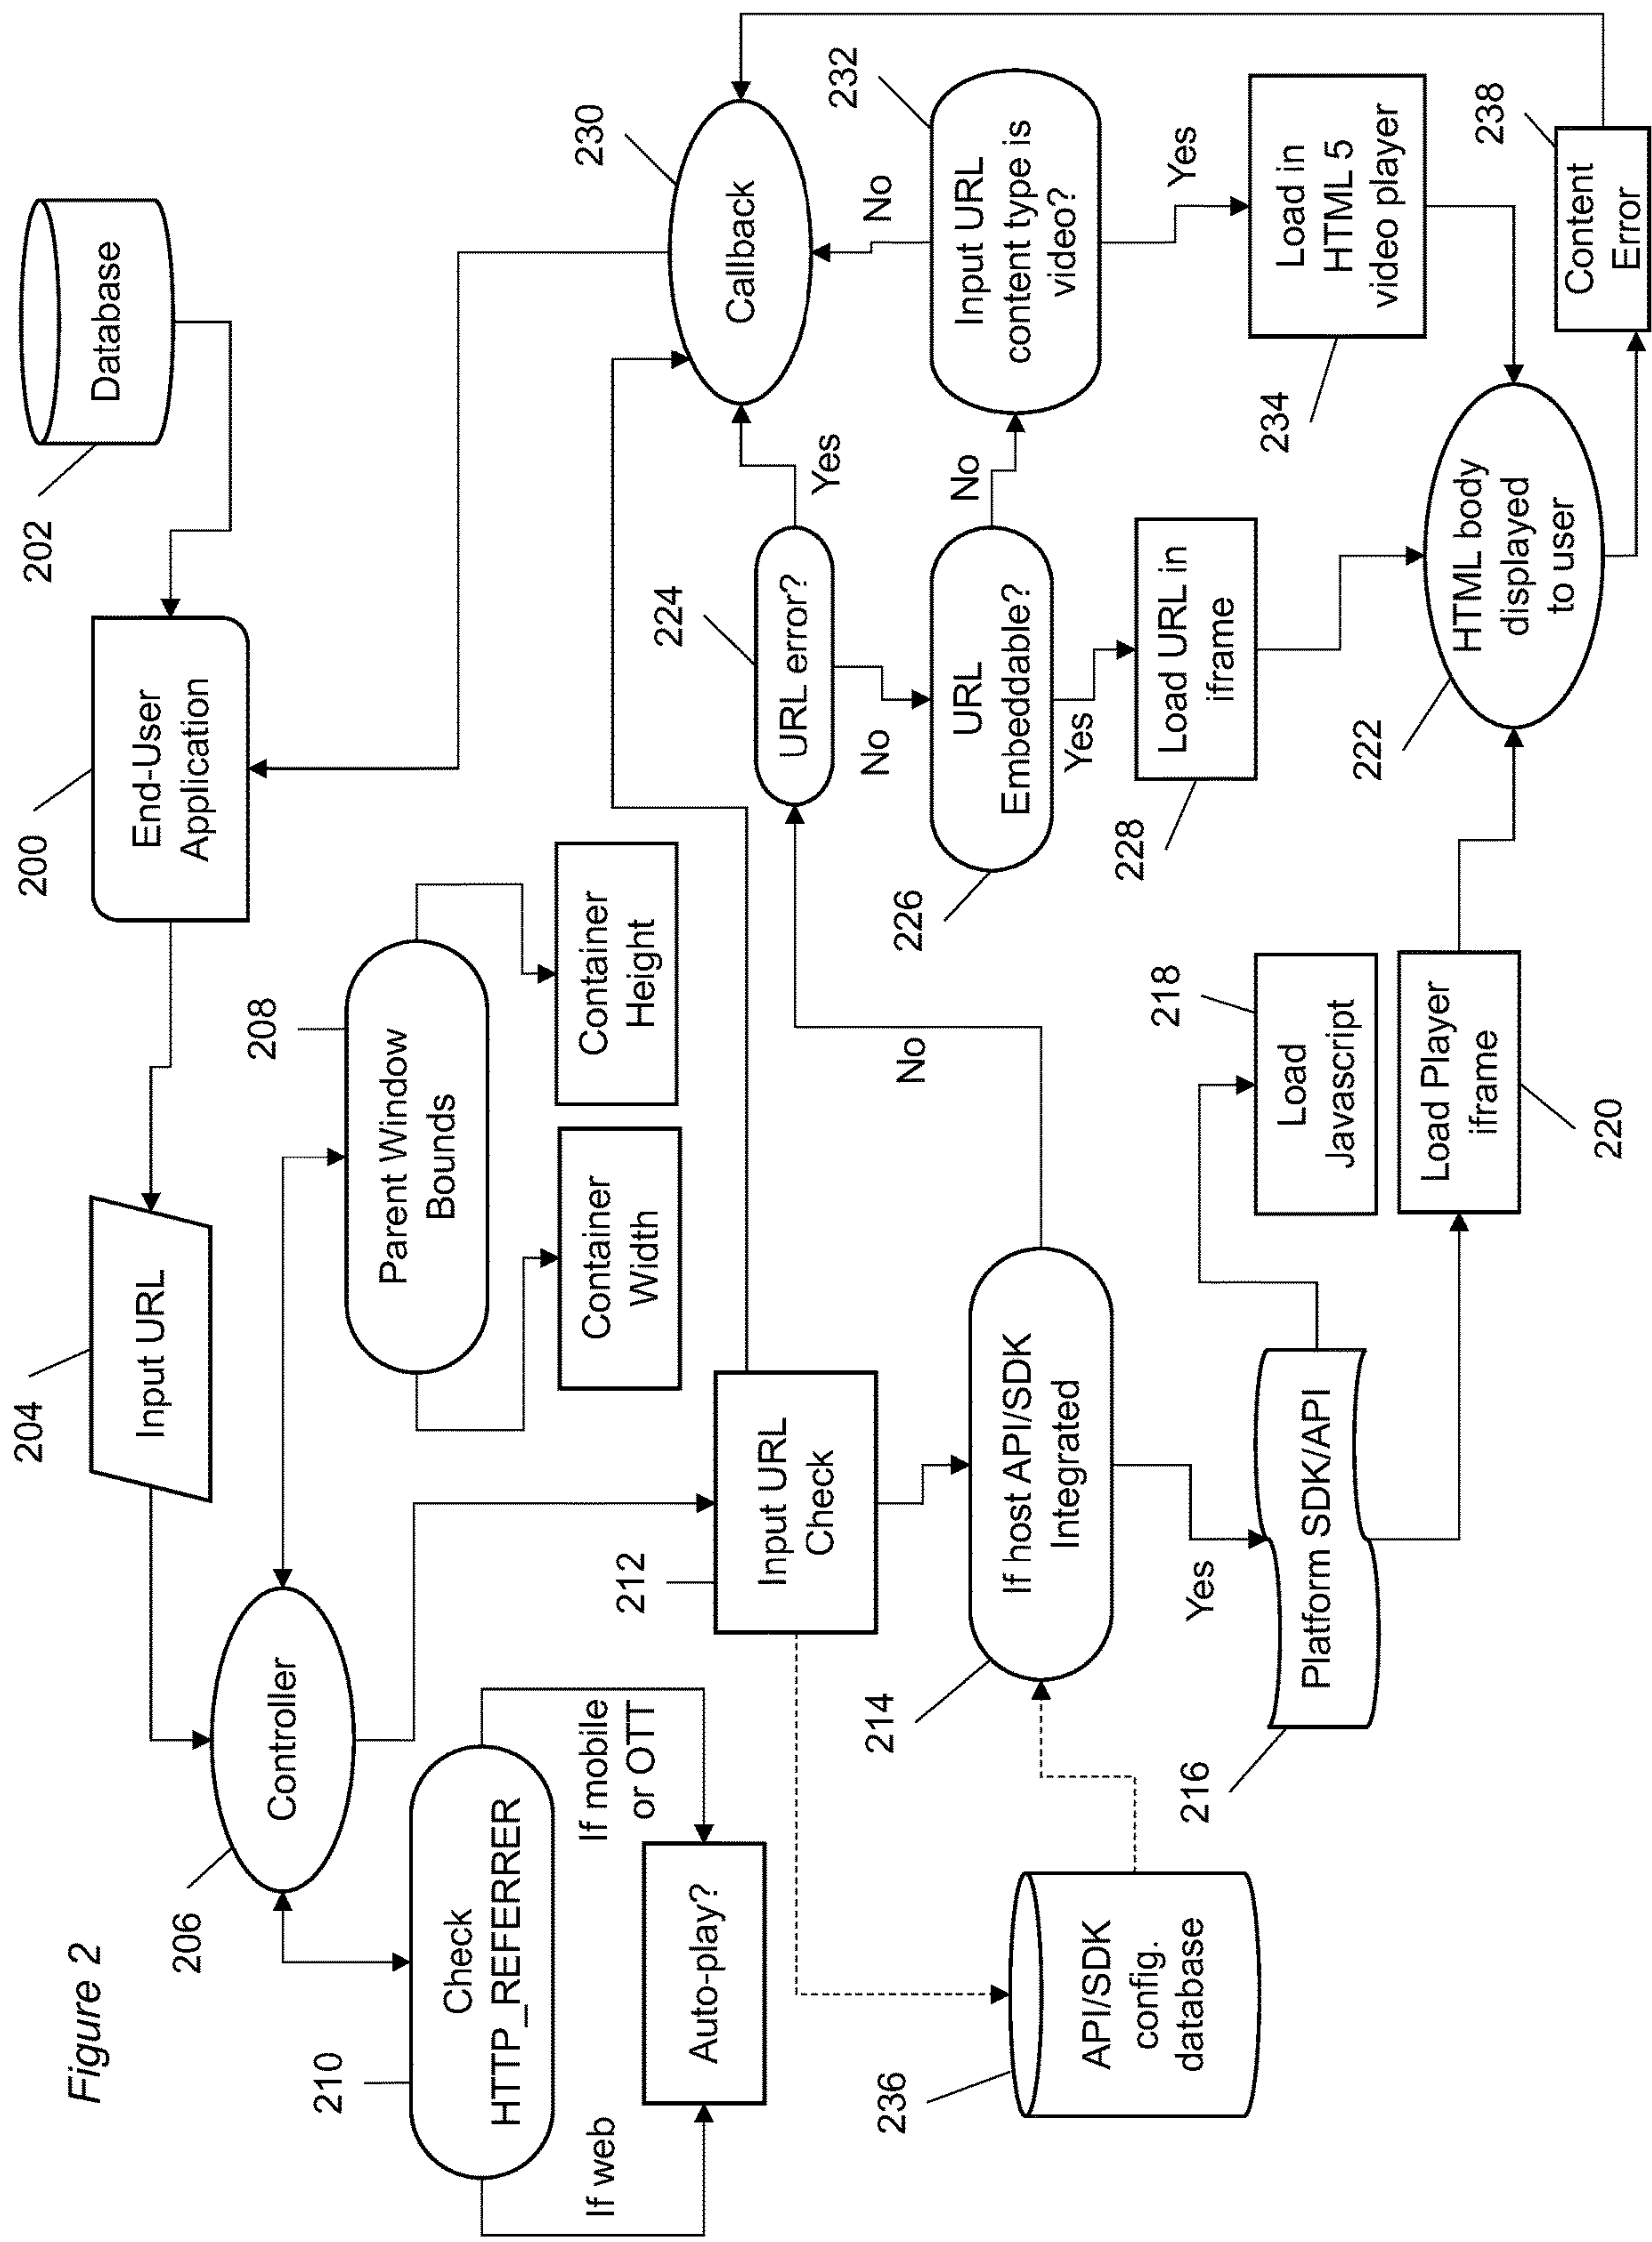 Figure 2
206
Controller
204
Input URL
200
End-User
Application
202
Database
210
Check
HTTP_REFERRER
If web
If mobile
or OTT
Auto-play?
208
Parent Window
Bounds
Container
Width
Container
Height
212
Input URL
Check
230
Callback
236
API/SDK
config.
database
214
If host API/SDK
Integrated
No
Yes
224
URL error?
Yes
No
226
URL
Embeddable?
No
Yes
232
Input URL
content type is
video?
No
Yes
216
Platform SDK/API
218
Load
Javascript
220
Load Player
iframe
228
Load URL in
iframe
234
Load in
HTML 5
video player
222
HTML body
displayed
to user
238
Content
Error